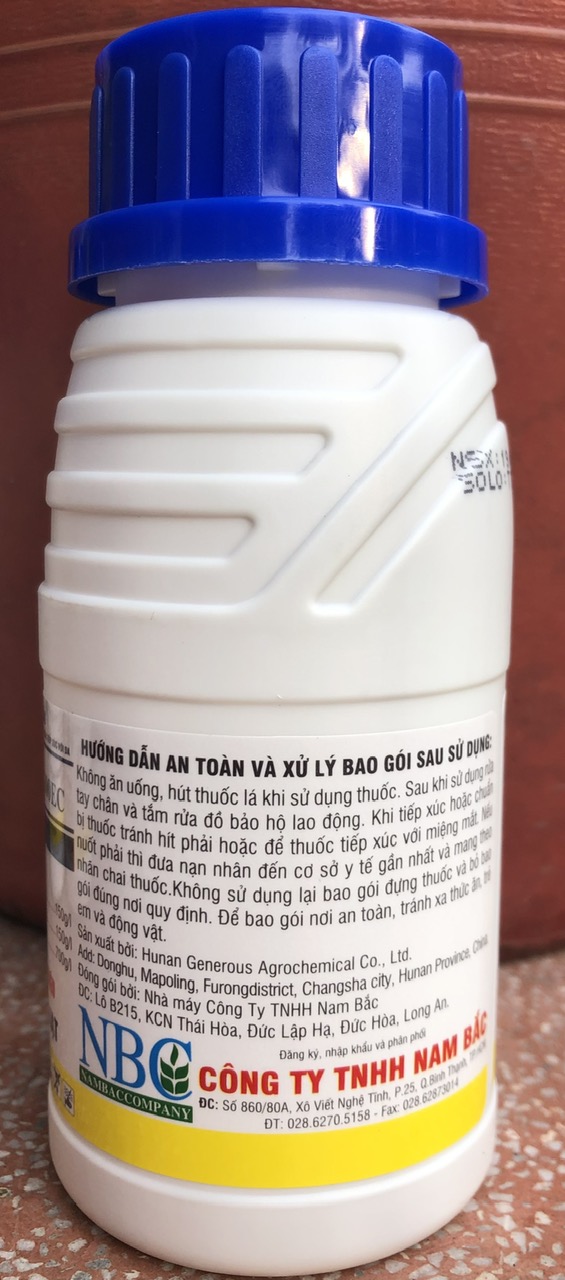 NSX:
SOLO:
EC
150g/l
150g/l
700g/l
HƯỚNG DẪN AN TOÀN VÀ XỬ LÝ BAO GÓI SAU SỬ DỤNG:
Không ăn uống, hút thuốc lá khi sử dụng thuốc. Sau khi sử dụng rửa
tay chân và tắm rửa đồ bảo hộ lao động. Khi tiếp xúc hoặc chuẩn
bị thuốc tránh hít phải hoặc để thuốc tiếp xúc với miệng mắt. Nếu
nuốt phải thì đưa nạn nhân đến cơ sở y tế gần nhất và mang theo
nhãn chai thuốc.Không sử dụng lại bao gói đựng thuốc và bỏ bao
gói đúng nơi quy định. Để bao gói nơi an toàn, tránh xa thức ăn, trẻ
em và động vật.
Sản xuất bởi: Hunan Generous Agrochemical Co., Ltd.
Add: Donghu, Mapoling, Furongdistrict, Changsha city, Hunan Province, China
Đóng gói bởi: Nhà máy Công Ty TNHH Nam Bắc
ĐC: Lô B215, KCN Thái Hòa, Đức Lập Hạ, Đức Hòa, Long An.
Đăng ký, nhập khẩu và phân phối
NBC
NAMBACCOMPANY
CÔNG TY TNHH NAM BẮC
ĐC: Số 860/80A, Xô Viết Nghệ Tĩnh, P.25, Q.Bình Thạnh, TP.HCM
ĐT: 028.6270.5158 - Fax: 028.62873014